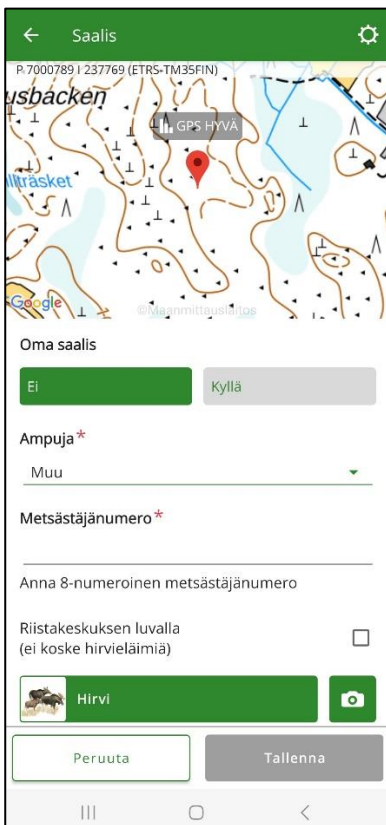 Saalis
P 7000789 I 237769 (ETRS-TM35FIN)
usbacken
GPS HYVÄ
llträsket
Google
©Maanmittauslaitos
Oma saalis
Ei
Kyllä
Ampuja*
Muu
Metsästäjänumero*
Anna 8-numeroinen metsästäjänumero
Riistakeskuksen luvalla
(ei koske hirvieläimiä)
Hirvi
Peruuta
Tallenna